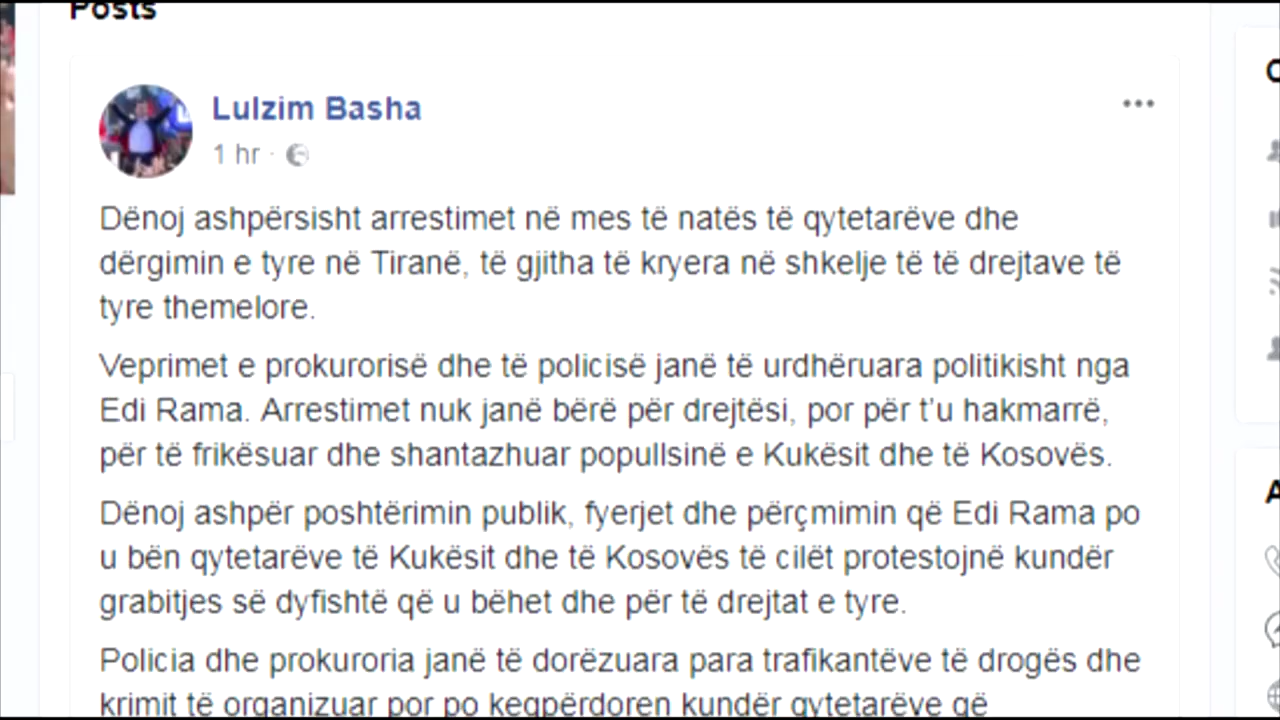 Posts
Lulzim Basha
1 hr ·
Dënoj ashpërsisht arrestimet në mes të natës të qytetarëve dhe
dërgimin e tyre në Tiranë, të gjitha të kryera në shkelje të të drejtave të
tyre themelore.
Veprimet e prokurorisë dhe të policisë janë të urdhëruara politikisht nga
Edi Rama. Arrestimet nuk janë bërë për drejtësi, por për t'u hakmarrë,
për të frikësuar dhe shantazhuar popullsinë e Kukësit dhe të Kosovës.
Dënoj ashpër poshtërimin publik, fyerjet dhe përçmimin që Edi Rama po
u bën qytetarëve të Kukësit dhe të Kosovës të cilët protestojnë kundër
grabitjes së dyfishtë që u bëhet dhe për të drejtat e tyre.
Policia dhe prokuroria janë të dorëzuara para trafikantëve të drogës dhe
krimit të organizuar por po keqpërdoren kundër qytetarëve që